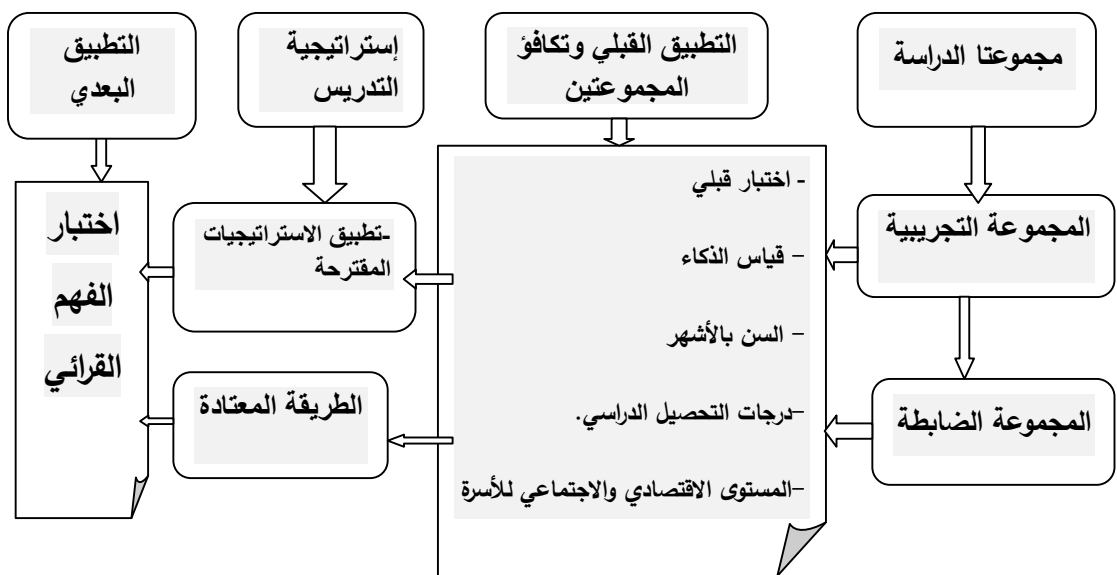 مجموعتا الدراسة
التطبيق القبلي وتكافؤ
المجموعتين
إستراتيجية
التدريس
التطبيق
البعدي
المجموعة التجريبية
المجموعة الضابطة
- اختبار قبلي
- قياس الذكاء
- السن بالأشهر
-درجات التحصيل الدراسي.
-المستوى الاقتصادي والاجتماعي للأسرة
-تطبيق الاستراتيجيات
المقترحة
الطريقة المعتادة
اختبار
الفهم
القرائي